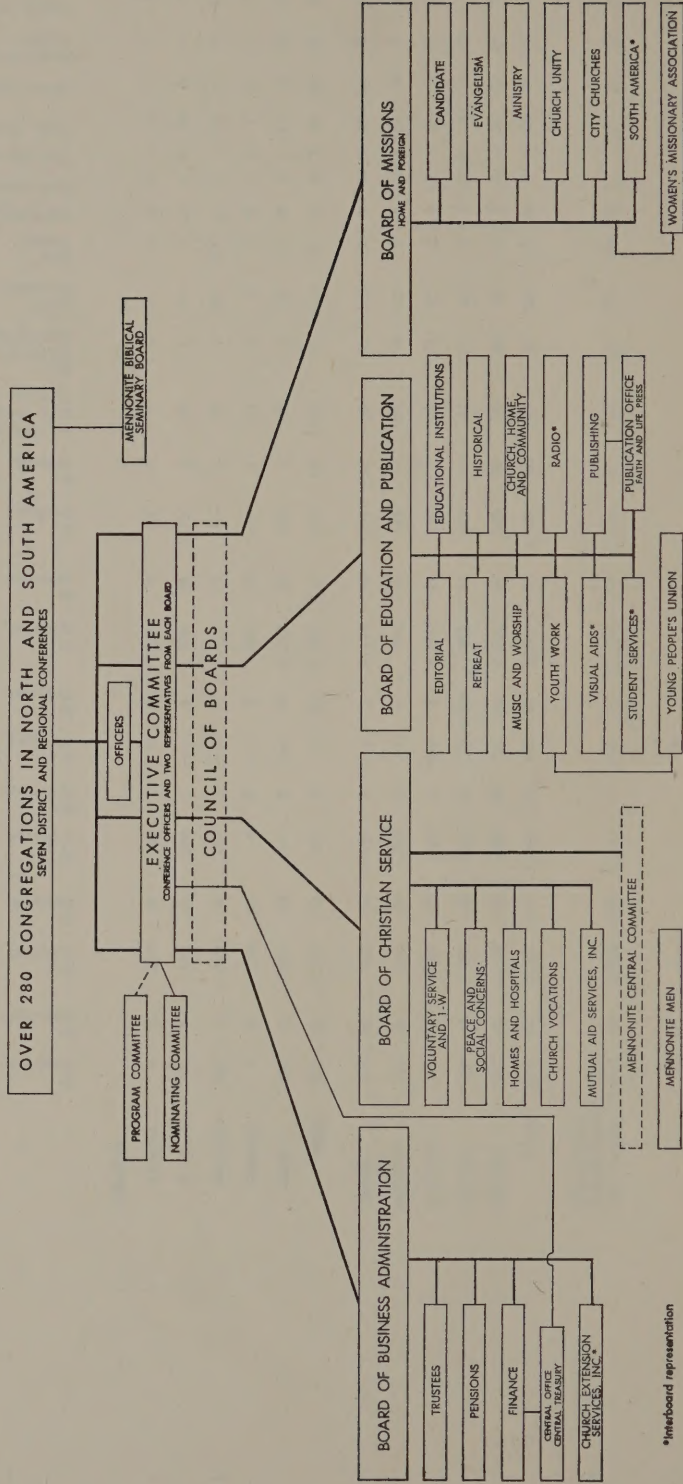 OVER 280 CONGREGATIONS IN NORTH AND SOUTH AMERICA
SEVEN DISTRICT AND REGIONAL CONFERENCES
MENNONITE BIBLICAL
SEMINARY BOARD
OFFICERS
PROGRAM COMMITTEE
NOMINATING COMMITTEE
EXECUTIVE COMMITTEE
CONFERENCE OFFICERS AND TWO REPRESENTATIVES FROM EACH BOARD
COUNCIL OF BOARDS
BOARD OF BUSINESS ADMINISTRATION
TRUSTEES
PENSIONS
FINANCE
CENTRAL OFFICE
CENTRAL TREASURY
CHURCH EXTENSION
SERVICES, INC.*
BOARD OF CHRISTIAN SERVICE
VOLUNTARY SERVICE
AND 1-W
PEACE AND
SOCIAL CONCERNS
HOMES AND HOSPITALS
CHURCH VOCATIONS
MUTUAL AID SERVICES, INC.
MENNONITE CENTRAL COMMITTEE
MENNONITE MEN
BOARD OF EDUCATION AND PUBLICATION
EDITORIAL
EDUCATIONAL INSTITUTIONS
RETREAT
HISTORICAL
MUSIC AND WORSHIP
CHURCH, HOME
AND COMMUNITY
YOUTH WORK
RADIO*
VISUAL AIDS*
PUBLISHING
STUDENT SERVICES*
PUBLICATION OFFICE
FAITH AND LIFE PRESS
YOUNG PEOPLE'S UNION
BOARD OF MISSIONS
HOME AND FOREIGN
CANDIDATE
EVANGELISM
MINISTRY
CHURCH UNITY
CITY CHURCHES
SOUTH AMERICA*
WOMEN'S MISSIONARY ASSOCIATION
*Interboard representation